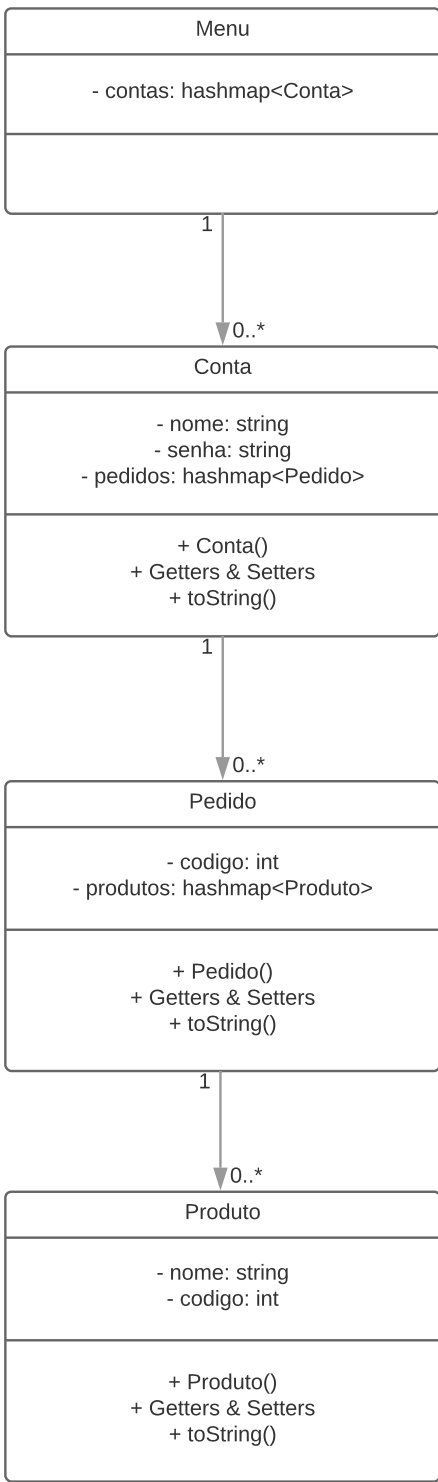 Menu
- contas: hashmap<Conta>
1
0..*
Conta
- nome: string
- senha: string
- pedidos: hashmap<Pedido>
+ Conta()
+ Getters & Setters
+ toString()
1
0..*
Pedido
- codigo: int
- produtos: hashmap<Produto>
+ Pedido()
+ Getters & Setters
+ toString()
1
0..*
Produto
- nome: string
- codigo: int
+ Produto()
+ Getters & Setters
+ toString()